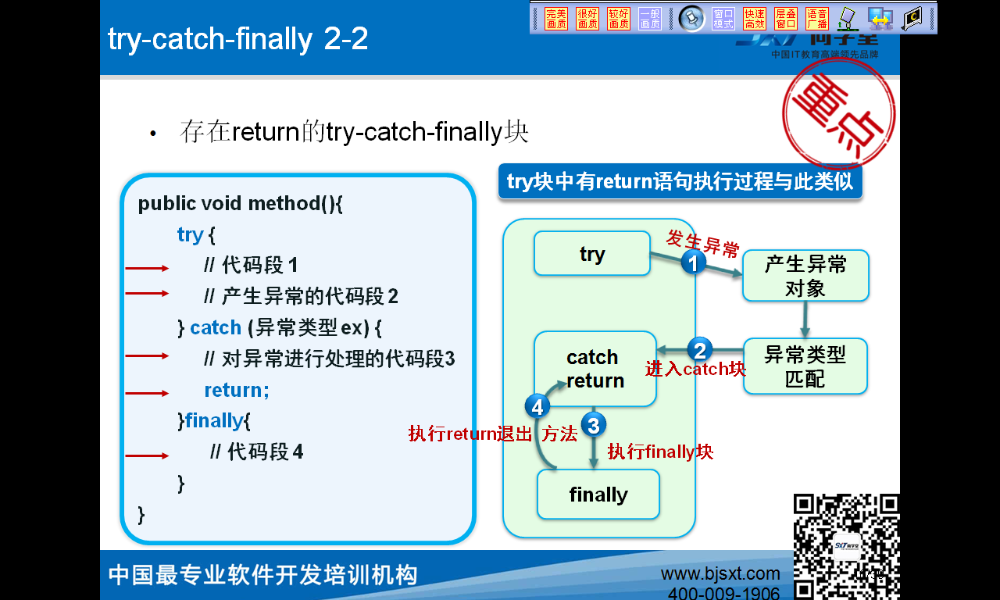 完美画质
很好画质
较好画质
一般画质
窗口模式
快速高效
层叠窗口
语音广播
try-catch-finally 2-2
中国IT教育高端领先品牌
重点
• 存在return的try-catch-finally块
public void method(){
try {
// 代码段1
// 产生异常的代码段2
} catch (异常类型ex) {
// 对异常进行处理的代码段3
return;
}finally{
// 代码段4
}
}
try块中有return语句执行过程与此类似
try
发生异常
1
产生异常
对象
catch
return
2
进入catch块
异常类型
匹配
4
执行return退出 方法
3
执行finally块
finally
中国最专业软件开发培训机构
www.bjsxt.com
400-009-1906
SXT尚学堂